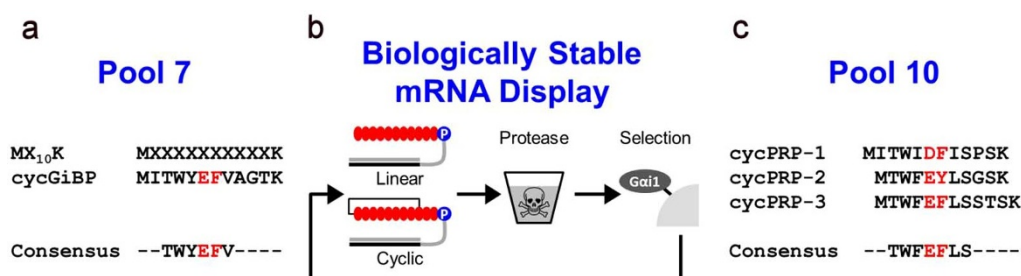 a
Pool 7
MX₁₀K MXXXXXXXXXXK
cycGiBP MITWYEFVAGTK
Consensus --TWYEFV----
b
Biologically Stable
mRNA Display
P
Linear
P
Cyclic
Protease
Selection
Gαi1
c
Pool 10
cycPRP-1 MITWIDFISPSK
cycPRP-2 MTWFEYLSGSK
cycPRP-3 MTWFEFLSSTSK
Consensus --TWFEFLS----